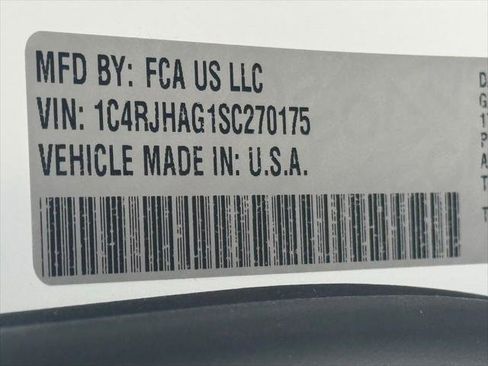 MFD BY: FCA US LLC
VIN: 1C4RJHAG1SC270175
VEHICLE MADE IN: U.S.A.